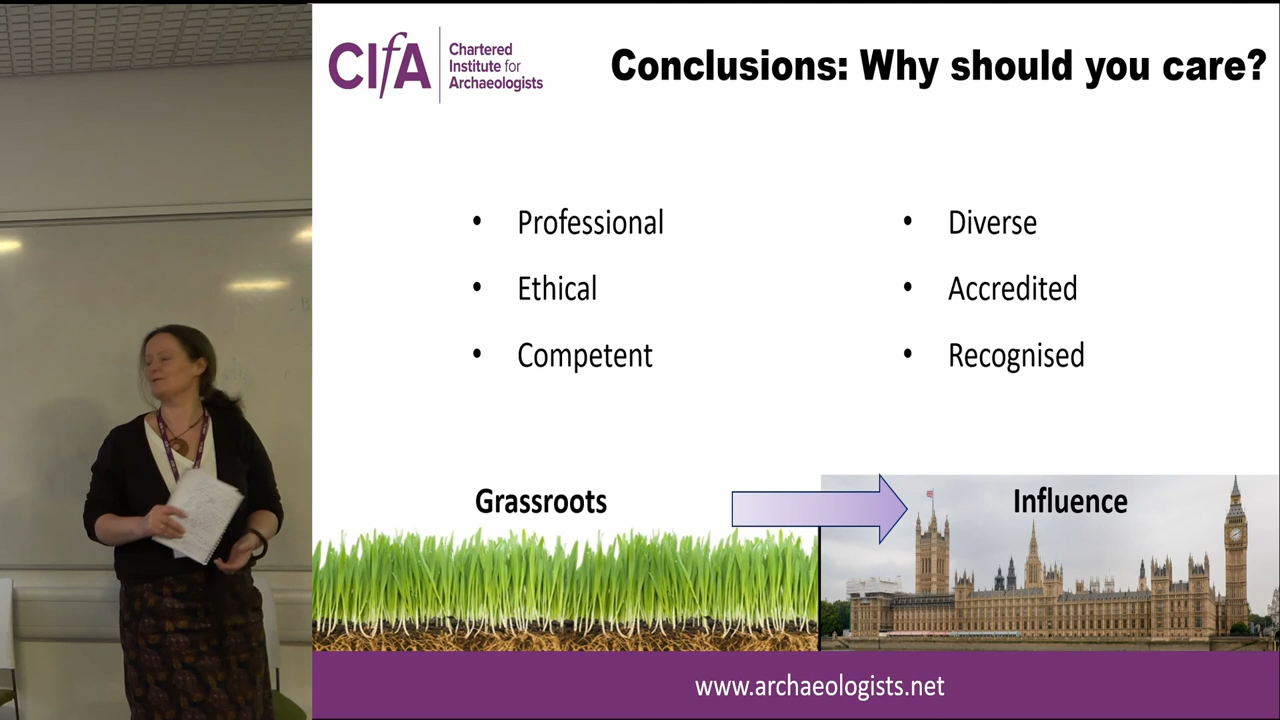 CIfA
Chartered
Institute for
Archaeologists
Conclusions: Why should you care?
• Professional
• Ethical
• Competent
• Diverse
• Accredited
• Recognised
Grassroots
Influence
www.archaeologists.net